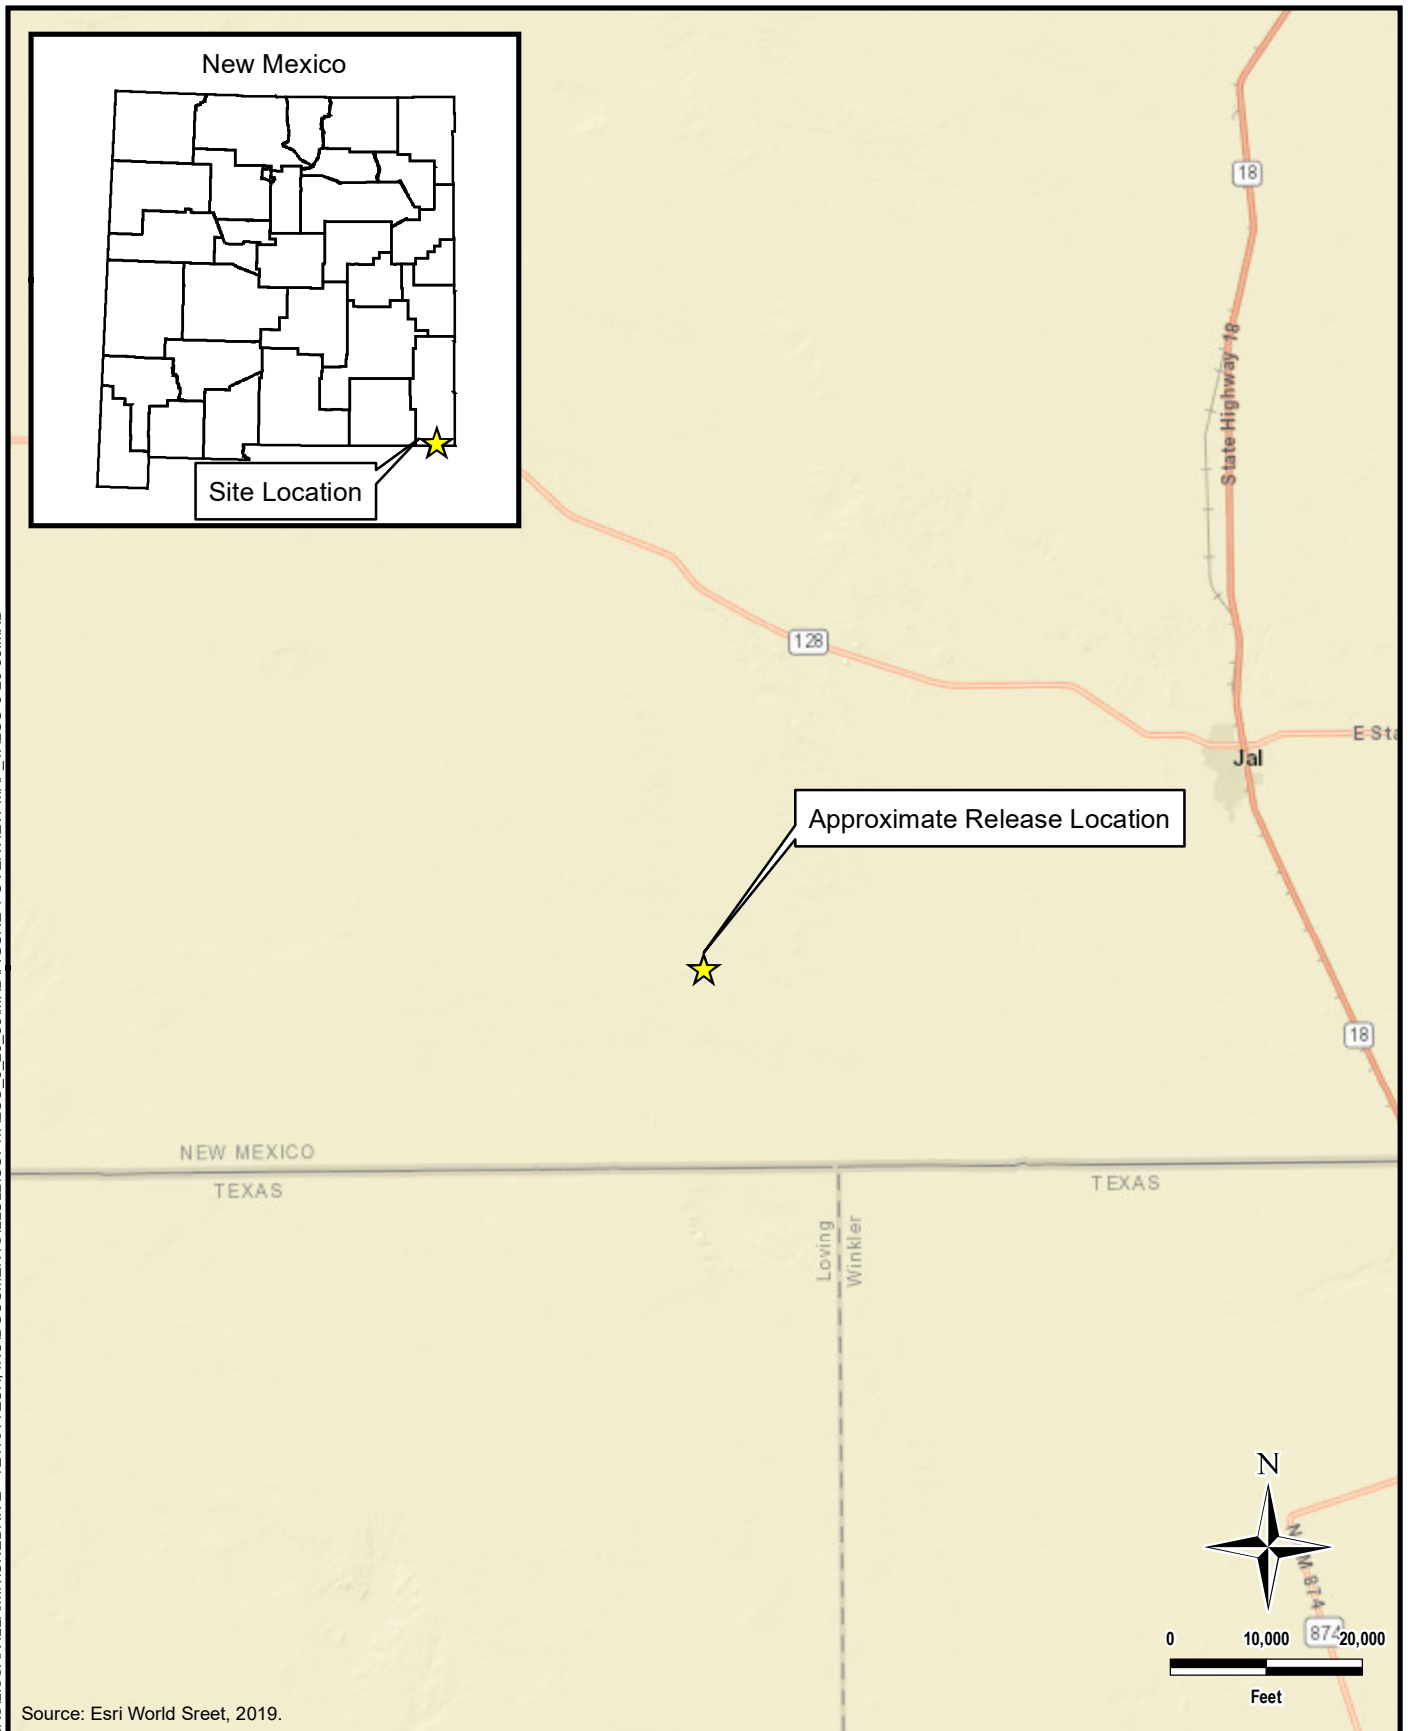 New Mexico
Site Location
18
State Highway 18
128
E Sta
Jal
Approximate Release Location
18
NEW MEXICO
TEXAS
TEXAS
Loving
Winkler
N
N
M 874
874
0 10,000 20,000
Feet
Source: Esri World Sreet, 2019.